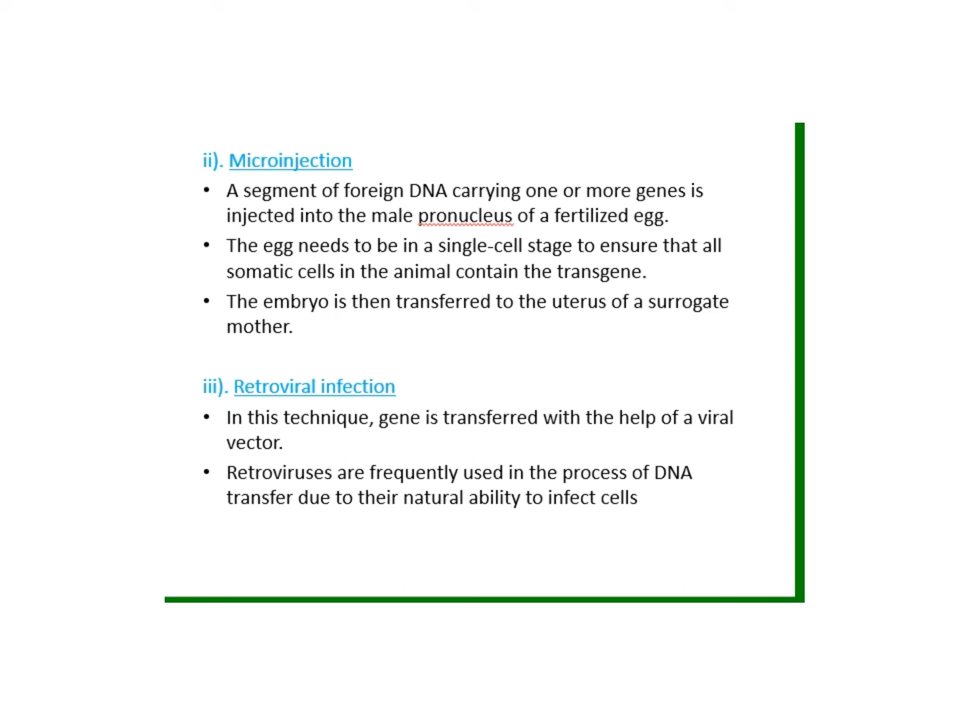 ii). Microinjection
• A segment of foreign DNA carrying one or more genes is
injected into the male pronucleus of a fertilized egg.
• The egg needs to be in a single-cell stage to ensure that all
somatic cells in the animal contain the transgene.
• The embryo is then transferred to the uterus of a surrogate
mother.
iii). Retroviral infection
• In this technique, gene is transferred with the help of a viral
vector.
• Retroviruses are frequently used in the process of DNA
transfer due to their natural ability to infect cells